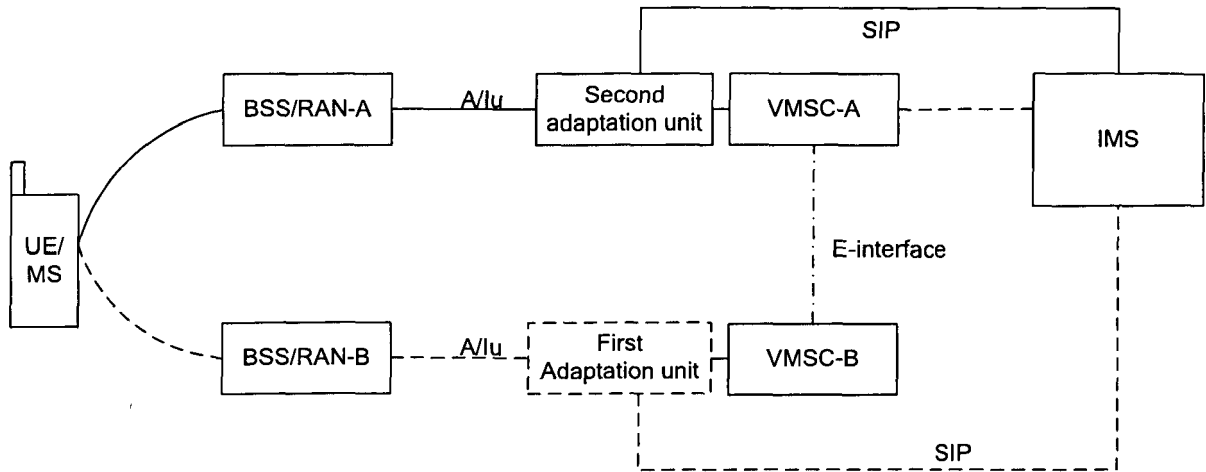 SIP
BSS/RAN-A
A/Iu
Second
adaptation unit
VMSC-A
IMS
UE/
MS
E-interface
BSS/RAN-B
A/Iu
First
Adaptation unit
VMSC-B
SIP